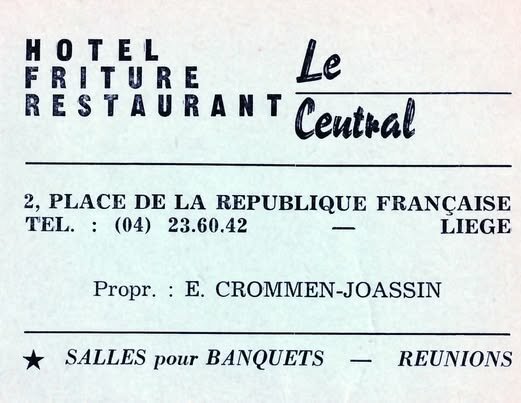 HOTEL
FRITURE
RESTAURANT
Le
Central
2, PLACE DE LA REPUBLIQUE FRANÇAISE
TEL. : (04) 23.60.42 — LIEGE
Propr. : E. CROMMEN-JOASSIN
★ SALLES pour BANQUETS — REUNIONS